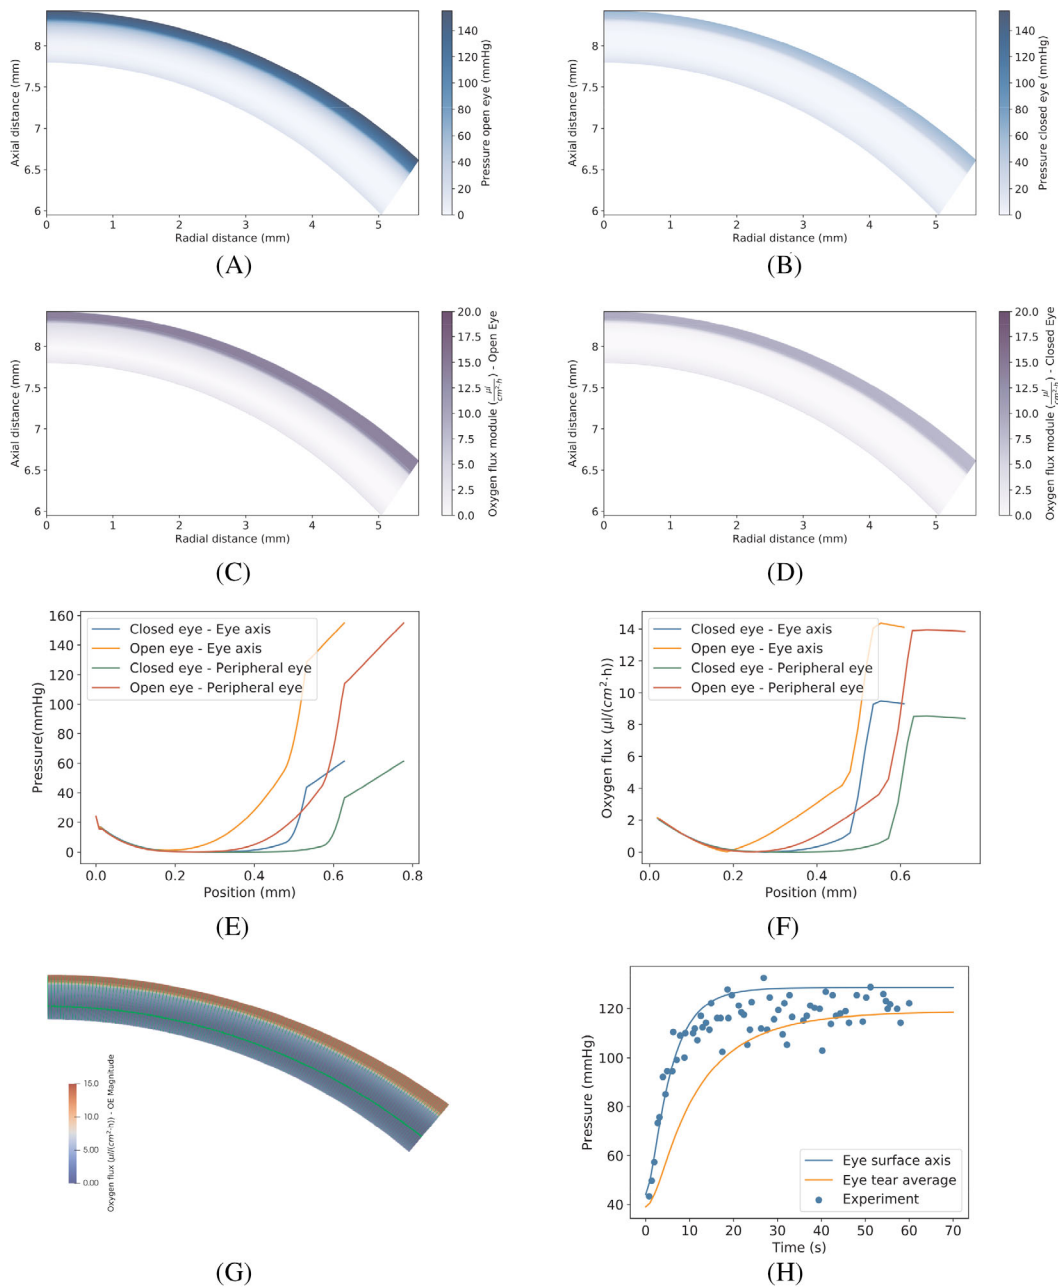 Axial distance (mm)
8
7.5
7
6.5
6
0 1 2 3 4 5
Radial distance (mm)
140
120
100
80
60
40
20
0
Pressure open eye (mmHg)
(A)
Axial distance (mm)
8
7.5
7
6.5
6
0 1 2 3 4 5
Radial distance (mm)
140
120
100
80
60
40
20
0
Pressure closed eye (mmHg)
(B)
Axial distance (mm)
8
7.5
7
6.5
6
0 1 2 3 4 5
Radial distance (mm)
20.0
17.5
15.0
12.5
10.0
7.5
5.0
2.5
0.0
Oxygen flux module (μl/cm²·h) - Open Eye
(C)
Axial distance (mm)
8
7.5
7
6.5
6
0 1 2 3 4 5
Radial distance (mm)
20.0
17.5
15.0
12.5
10.0
7.5
5.0
2.5
0.0
Oxygen flux module (μl/cm²·h) - Closed Eye
(D)
Pressure(mmHg)
160
140
120
100
80
60
40
20
0
Closed eye - Eye axis
Open eye - Eye axis
Closed eye - Peripheral eye
Open eye - Peripheral eye
0.0 0.2 0.4 0.6 0.8
Position (mm)
(E)
Oxygen flux (μl/(cm²·h))
14
12
10
8
6
4
2
0
Closed eye - Eye axis
Open eye - Eye axis
Closed eye - Peripheral eye
Open eye - Peripheral eye
0.0 0.2 0.4 0.6
Position (mm)
(F)
15.0
10.0
5.00
0.00
Oxygen flux (μl/(cm²·h)) - OE Magnitude
(G)
Pressure (mmHg)
120
100
80
60
40
Eye surface axis
Eye tear average
Experiment
0 10 20 30 40 50 60 70
Time (s)
(H)